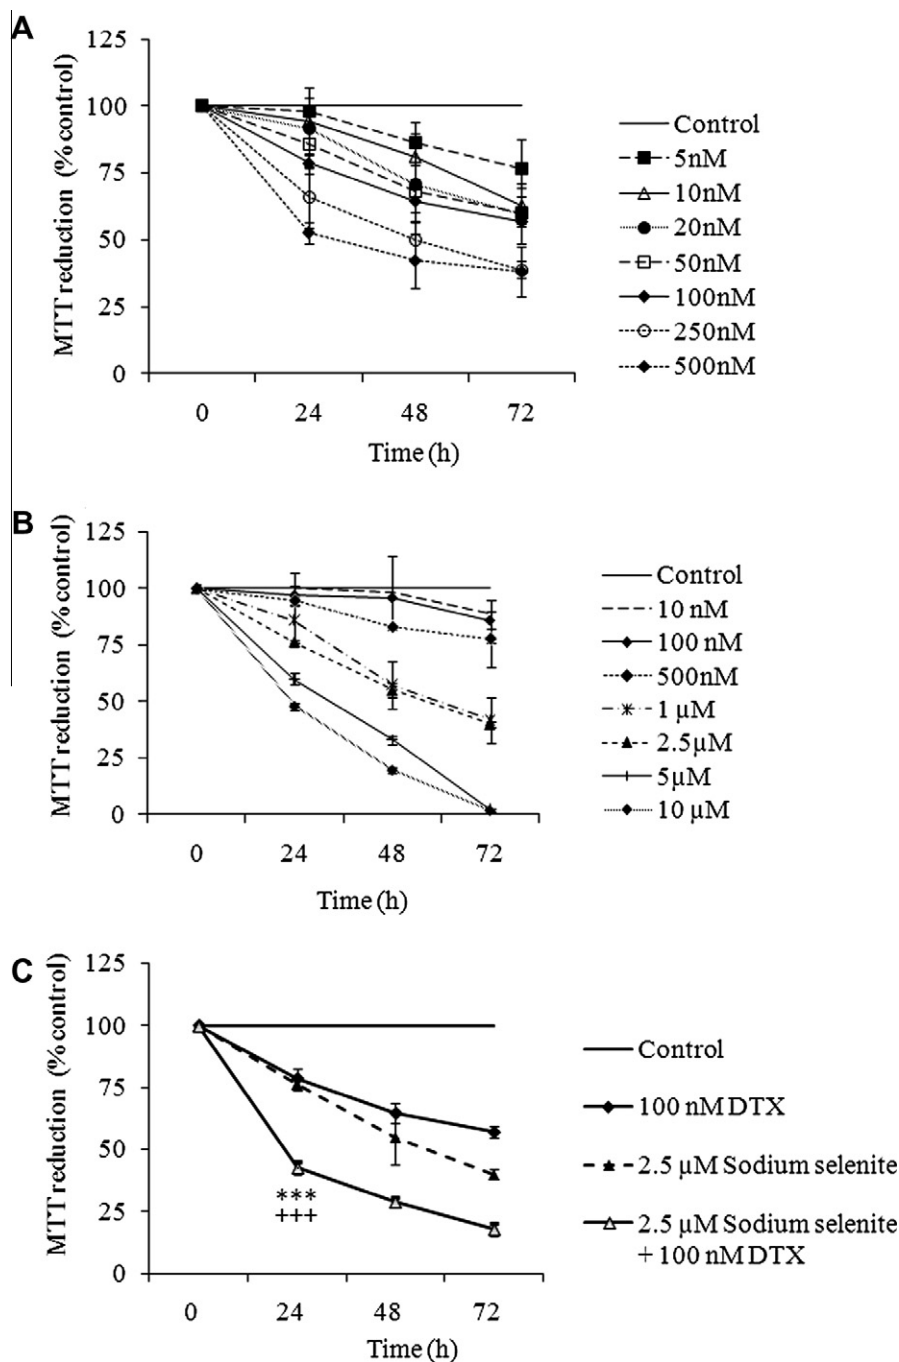 A
MTT reduction (% control)
125
100
75
50
25
0
0 24 48 72
Time (h)
Control
5nM
10nM
20nM
50nM
100nM
250nM
500nM
B
MTT reduction (% control)
125
100
75
50
25
0
0 24 48 72
Time (h)
Control
10 nM
100 nM
500nM
1 µM
2.5µM
5µM
10 µM
C
MTT reduction (% control)
125
100
75
50
25
0
***
+++
0 24 48 72
Time (h)
Control
100 nM DTX
2.5 µM Sodium selenite
2.5 µM Sodium selenite
+ 100 nM DTX